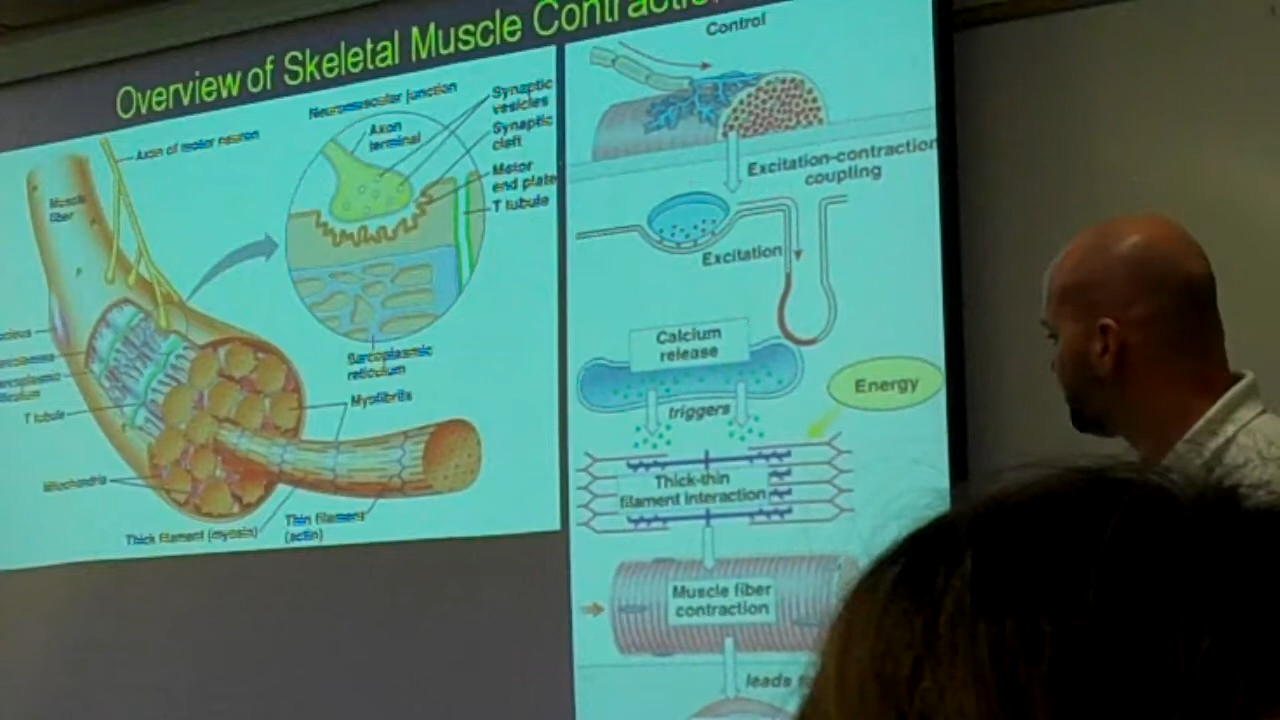 Overview of Skeletal Muscle
Axon of motor neuron
Muscle
fiber
T tubule
Mitochondria
Thick filament (myosin)
Thin filament
(actin)
Myofibrils
Neuromuscular junction
Axon
terminal
Synaptic
vesicles
Synaptic
cleft
Motor
end plate
T tubule
Sarcoplasmic
reticulum
Control
Excitation-contraction
coupling
Excitation
Calcium
release
triggers
Energy
Thick-thin
filament interaction
Muscle fiber
contraction
leads